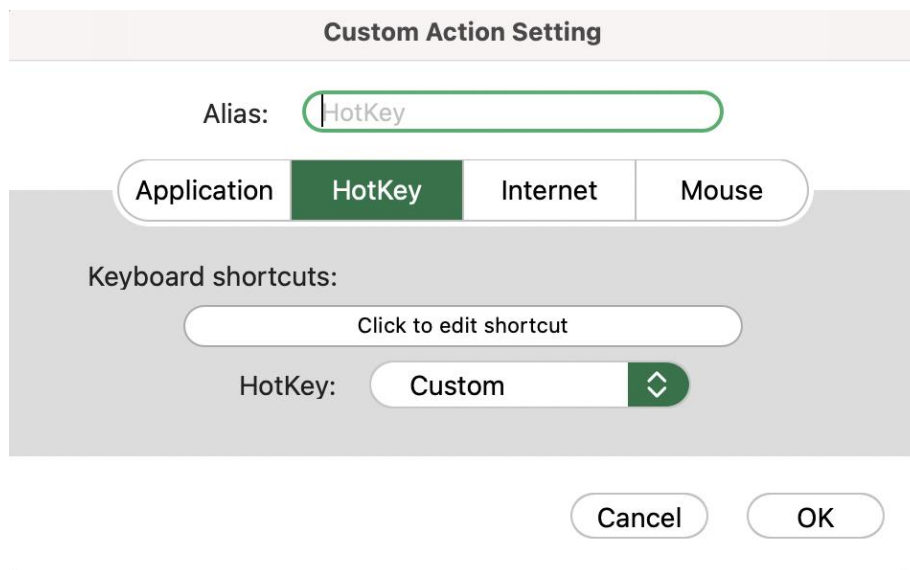 Custom Action Setting
Alias: HotKey
Application HotKey Internet Mouse
Keyboard shortcuts:
Click to edit shortcut
HotKey: Custom
Cancel OK